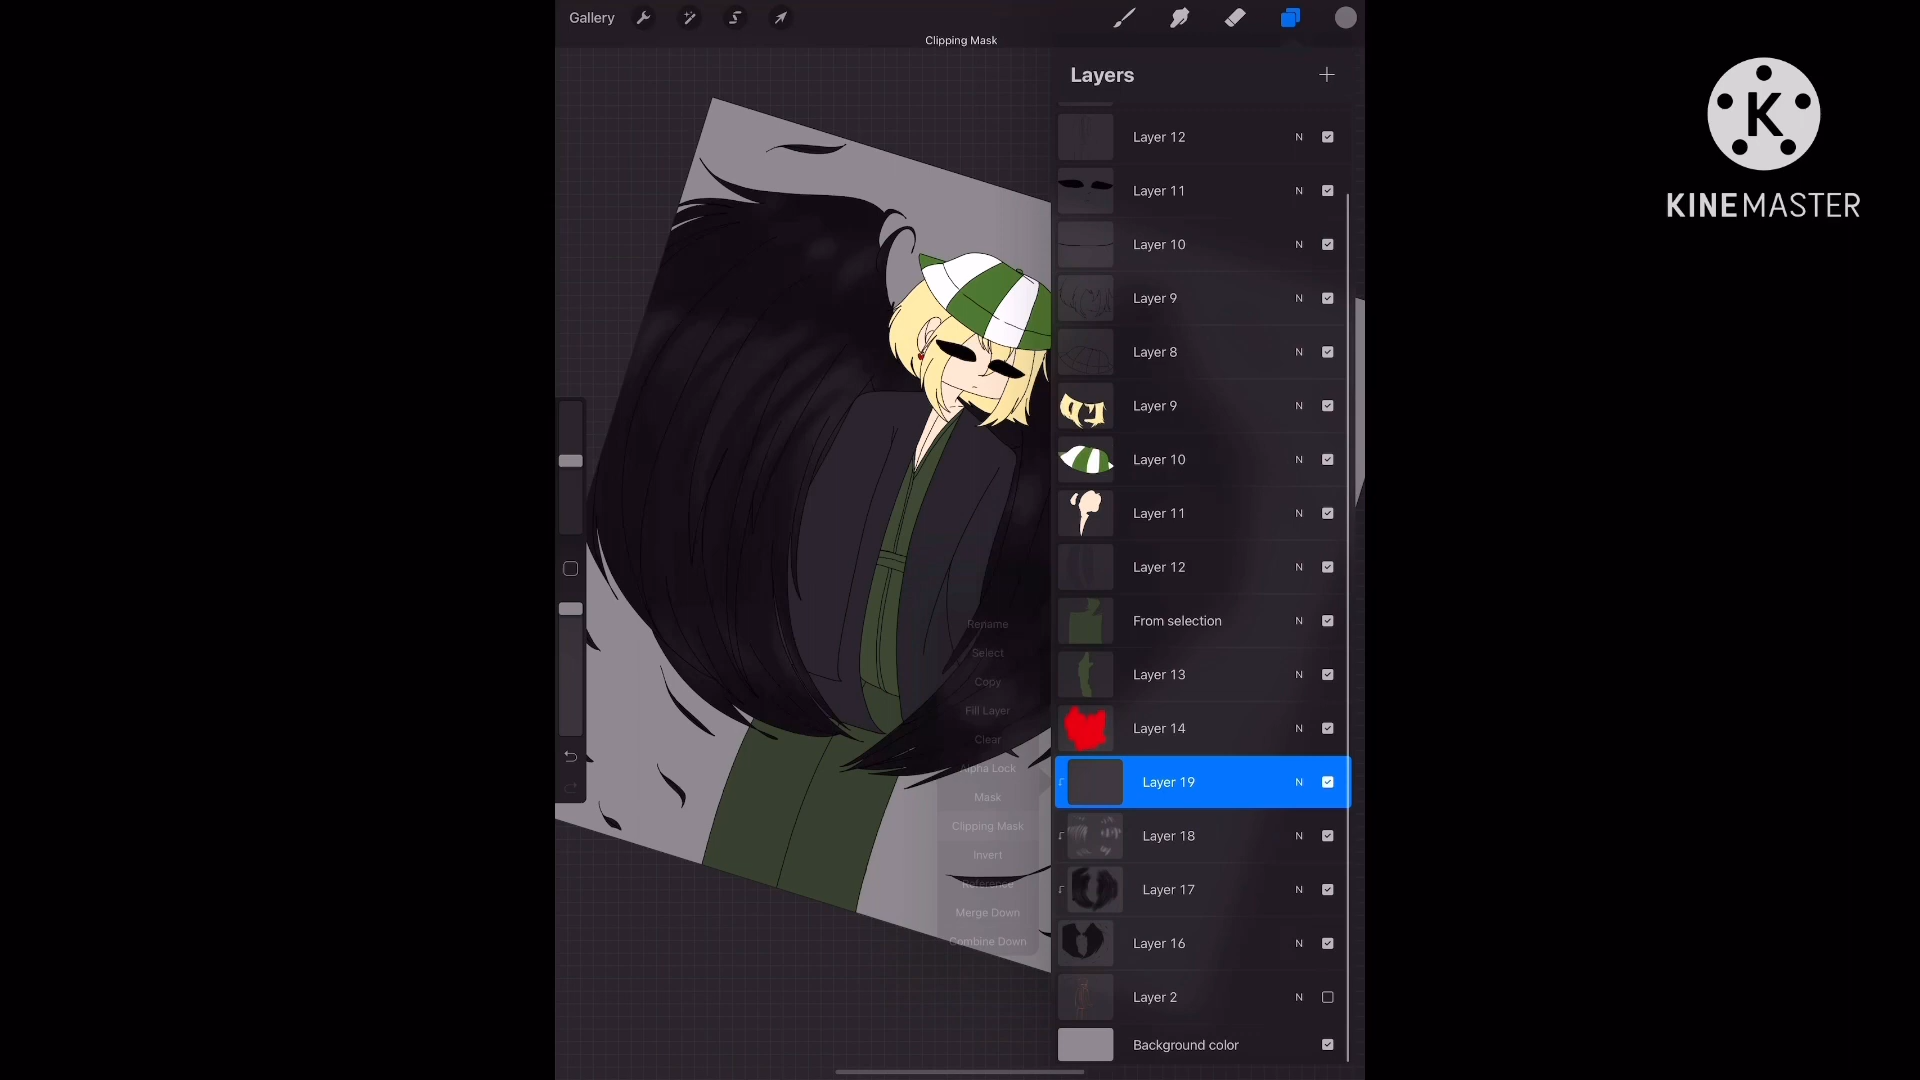 Gallery
Clipping Mask
Layers
Layer 12 N
Layer 11 N
Layer 10 N
Layer 9 N
Layer 8 N
Layer 9 N
Layer 10 N
Layer 11 N
Layer 12 N
From selection N
Layer 13 N
Layer 14 N
Layer 19 N
Layer 18 N
Layer 17 N
Layer 16 N
Layer 2 N
Background color
Rename
Select
Copy
Fill Layer
Clear
Alpha Lock
Mask
Clipping Mask
Invert
Reference
Merge Down
Combine Down
K
KINEMASTER